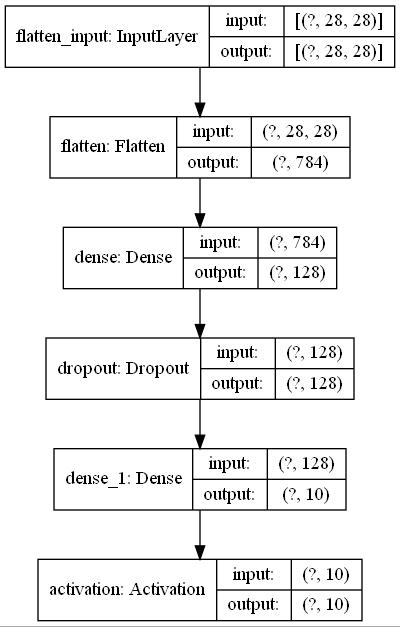 flatten_input: InputLayer
input: [(?, 28, 28)]
output: [(?, 28, 28)]
flatten: Flatten
input: (?, 28, 28)
output: (?, 784)
dense: Dense
input: (?, 784)
output: (?, 128)
dropout: Dropout
input: (?, 128)
output: (?, 128)
dense_1: Dense
input: (?, 128)
output: (?, 10)
activation: Activation
input: (?, 10)
output: (?, 10)